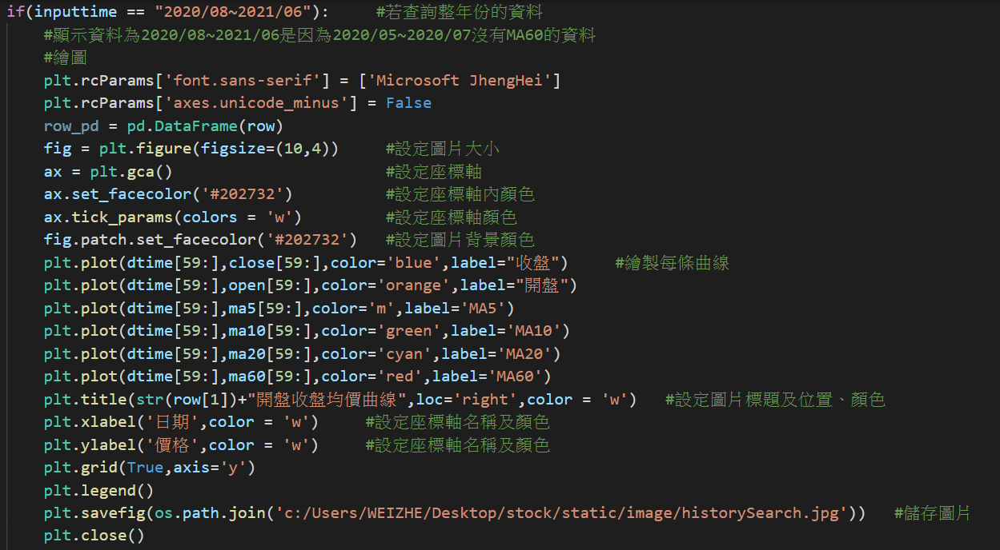 if(inputtime == "2020/08~2021/06"):     #若查詢整年份的資料
    #顯示資料為2020/08~2021/06是因為2020/05~2020/07沒有MA60的資料
    #繪圖
    plt.rcParams['font.sans-serif'] = ['Microsoft JhengHei']
    plt.rcParams['axes.unicode_minus'] = False
    row_pd = pd.DataFrame(row)
    fig = plt.figure(figsize=(10,4))     #設定圖片大小
    ax = plt.gca()                       #設定座標軸
    ax.set_facecolor('#202732')          #設定座標軸內顏色
    ax.tick_params(colors = 'w')         #設定座標軸顏色
    fig.patch.set_facecolor('#202732')   #設定圖片背景顏色
    plt.plot(dtime[59:],close[59:],color='blue',label="收盤")     #繪製每條曲線
    plt.plot(dtime[59:],open[59:],color='orange',label="開盤")
    plt.plot(dtime[59:],ma5[59:],color='m',label='MA5')
    plt.plot(dtime[59:],ma10[59:],color='green',label='MA10')
    plt.plot(dtime[59:],ma20[59:],color='cyan',label='MA20')
    plt.plot(dtime[59:],ma60[59:],color='red',label='MA60')
    plt.title(str(row[1])+"開盤收盤均價曲線",loc='right',color = 'w')   #設定圖片標題及位置、顏色
    plt.xlabel('日期',color = 'w')     #設定座標軸名稱及顏色
    plt.ylabel('價格',color = 'w')     #設定座標軸名稱及顏色
    plt.grid(True,axis='y')
    plt.legend()
    plt.savefig(os.path.join('c:/Users/WEIZHE/Desktop/stock/static/image/historySearch.jpg'))   #儲存圖片
    plt.close()